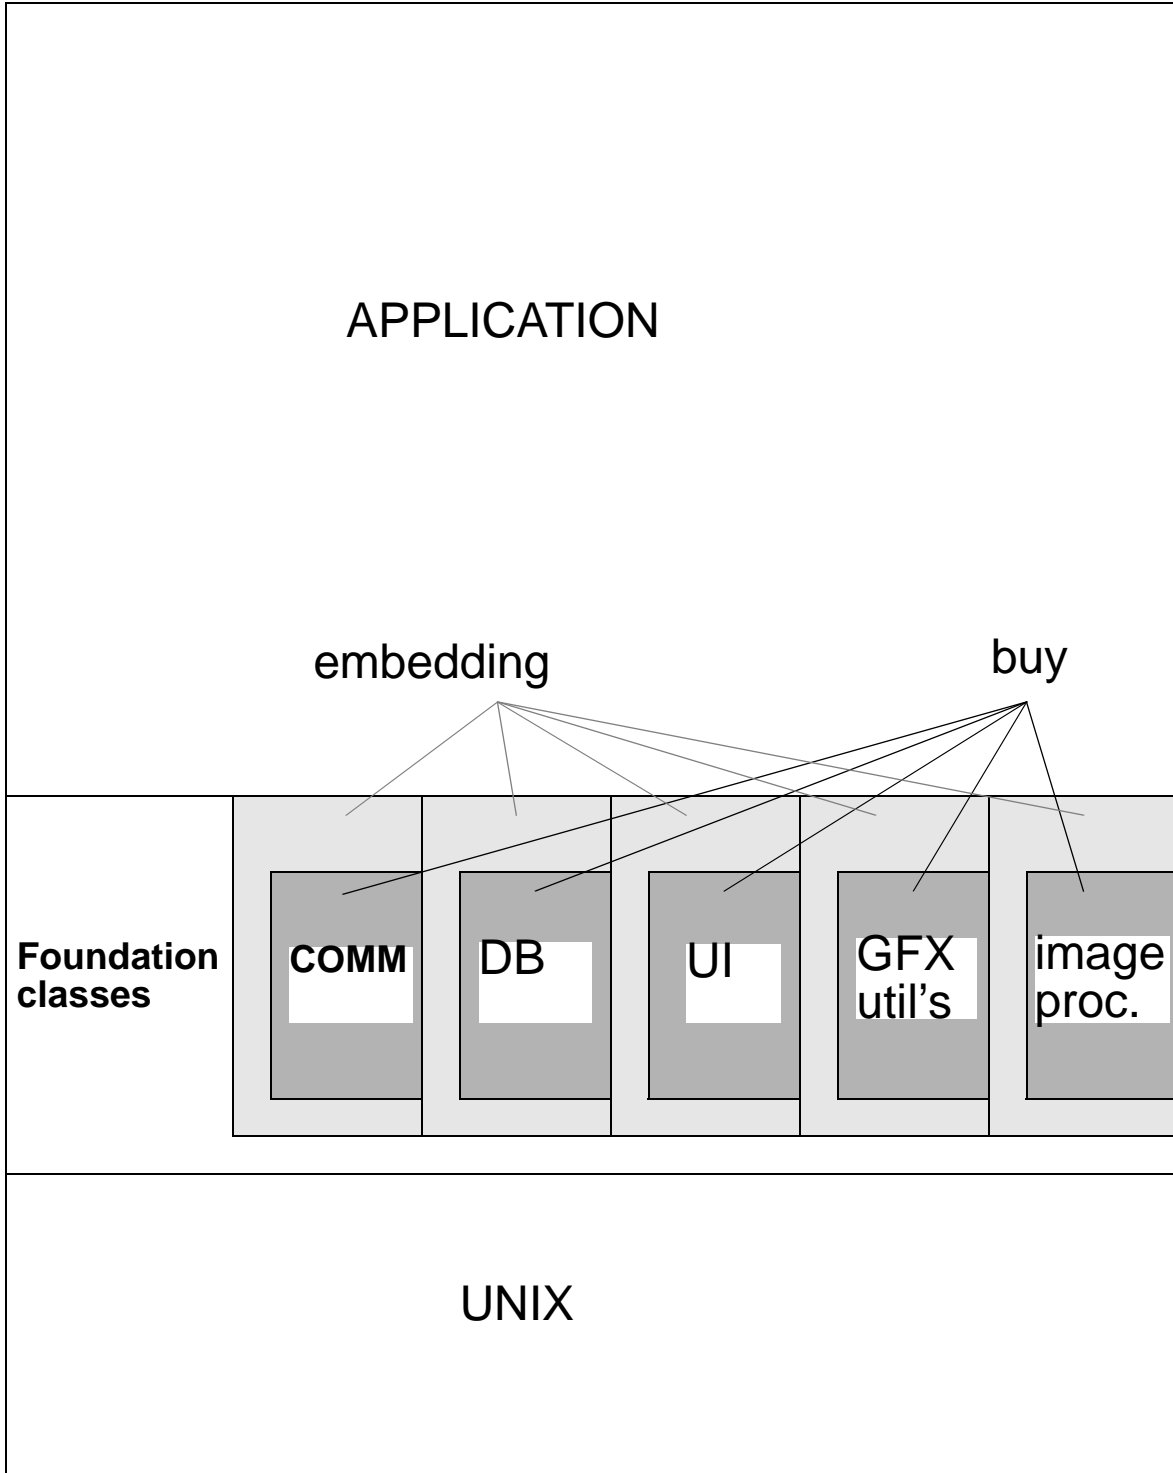 APPLICATION
embedding
buy
Foundation
classes
COMM
DB
UI
GFX
util's
image
proc.
UNIX